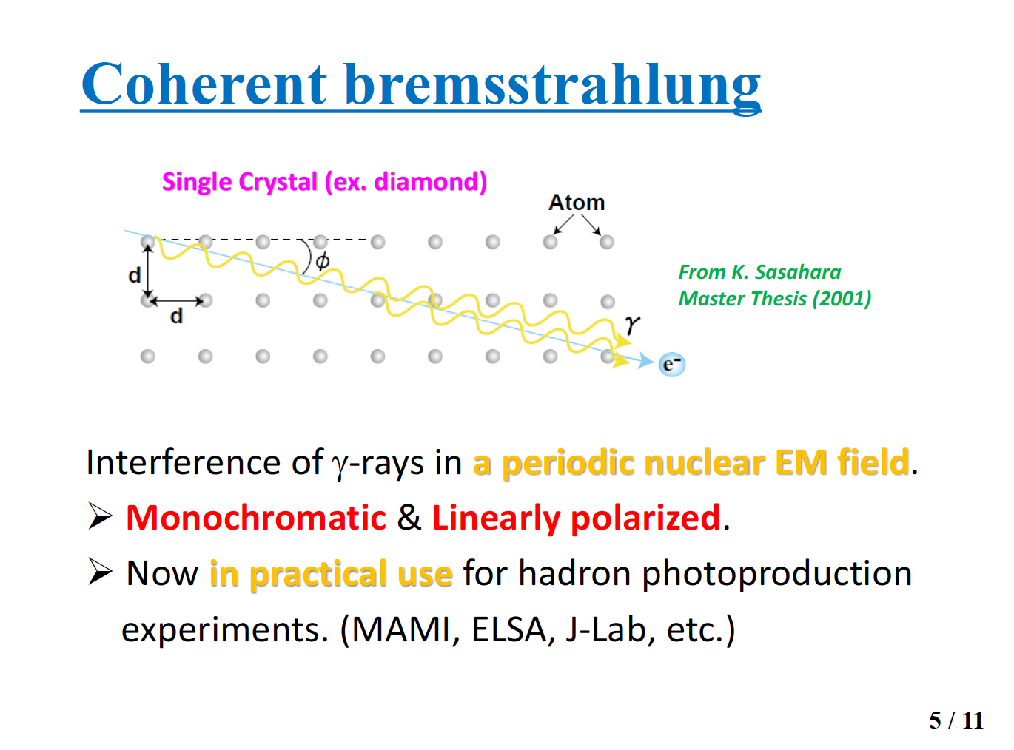 Coherent bremsstrahlung
Single Crystal (ex. diamond)
Atom
ϕ
d
d
From K. Sasahara
Master Thesis (2001)
γ
e⁻
Interference of γ-rays in a periodic nuclear EM field.
➢ Monochromatic & Linearly polarized.
➢ Now in practical use for hadron photoproduction
experiments. (MAMI, ELSA, J-Lab, etc.)
5 / 11